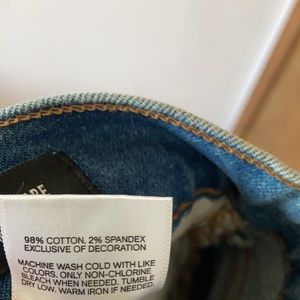 98% COTTON. 2% SPANDEX
EXCLUSIVE OF DECORATION
MACHINE WASH COLD WITH LIKE
COLORS. ONLY NON-CHLORINE
BLEACH WHEN NEEDED. TUMBLE
DRY LOW. WARM IRON IF NEEDED.